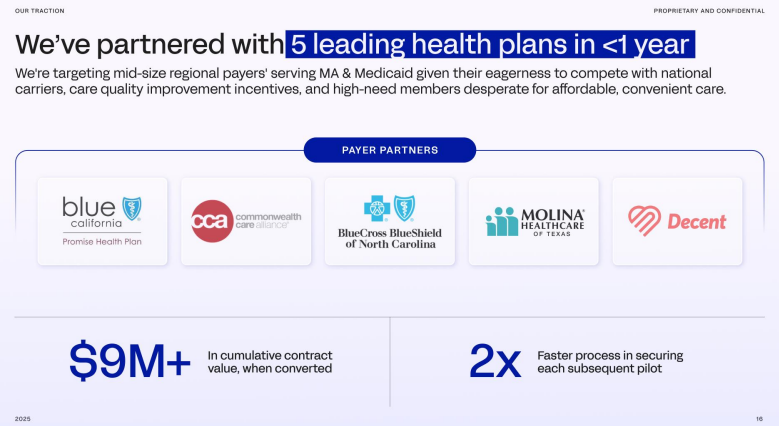 OUR TRACTION
PROPRIETARY AND CONFIDENTIAL
We've partnered with 5 leading health plans in <1 year
We're targeting mid-size regional payers' serving MA & Medicaid given their eagerness to compete with national
carriers, care quality improvement incentives, and high-need members desperate for affordable, convenient care.
PAYER PARTNERS
blue
california
Promise Health Plan
cca
commonwealth
care alliance®
BlueCross BlueShield
of North Carolina
MOLINA®
HEALTHCARE
OF TEXAS
Decent
$9M+
In cumulative contract
value, when converted
2x
Faster process in securing
each subsequent pilot
2025
16